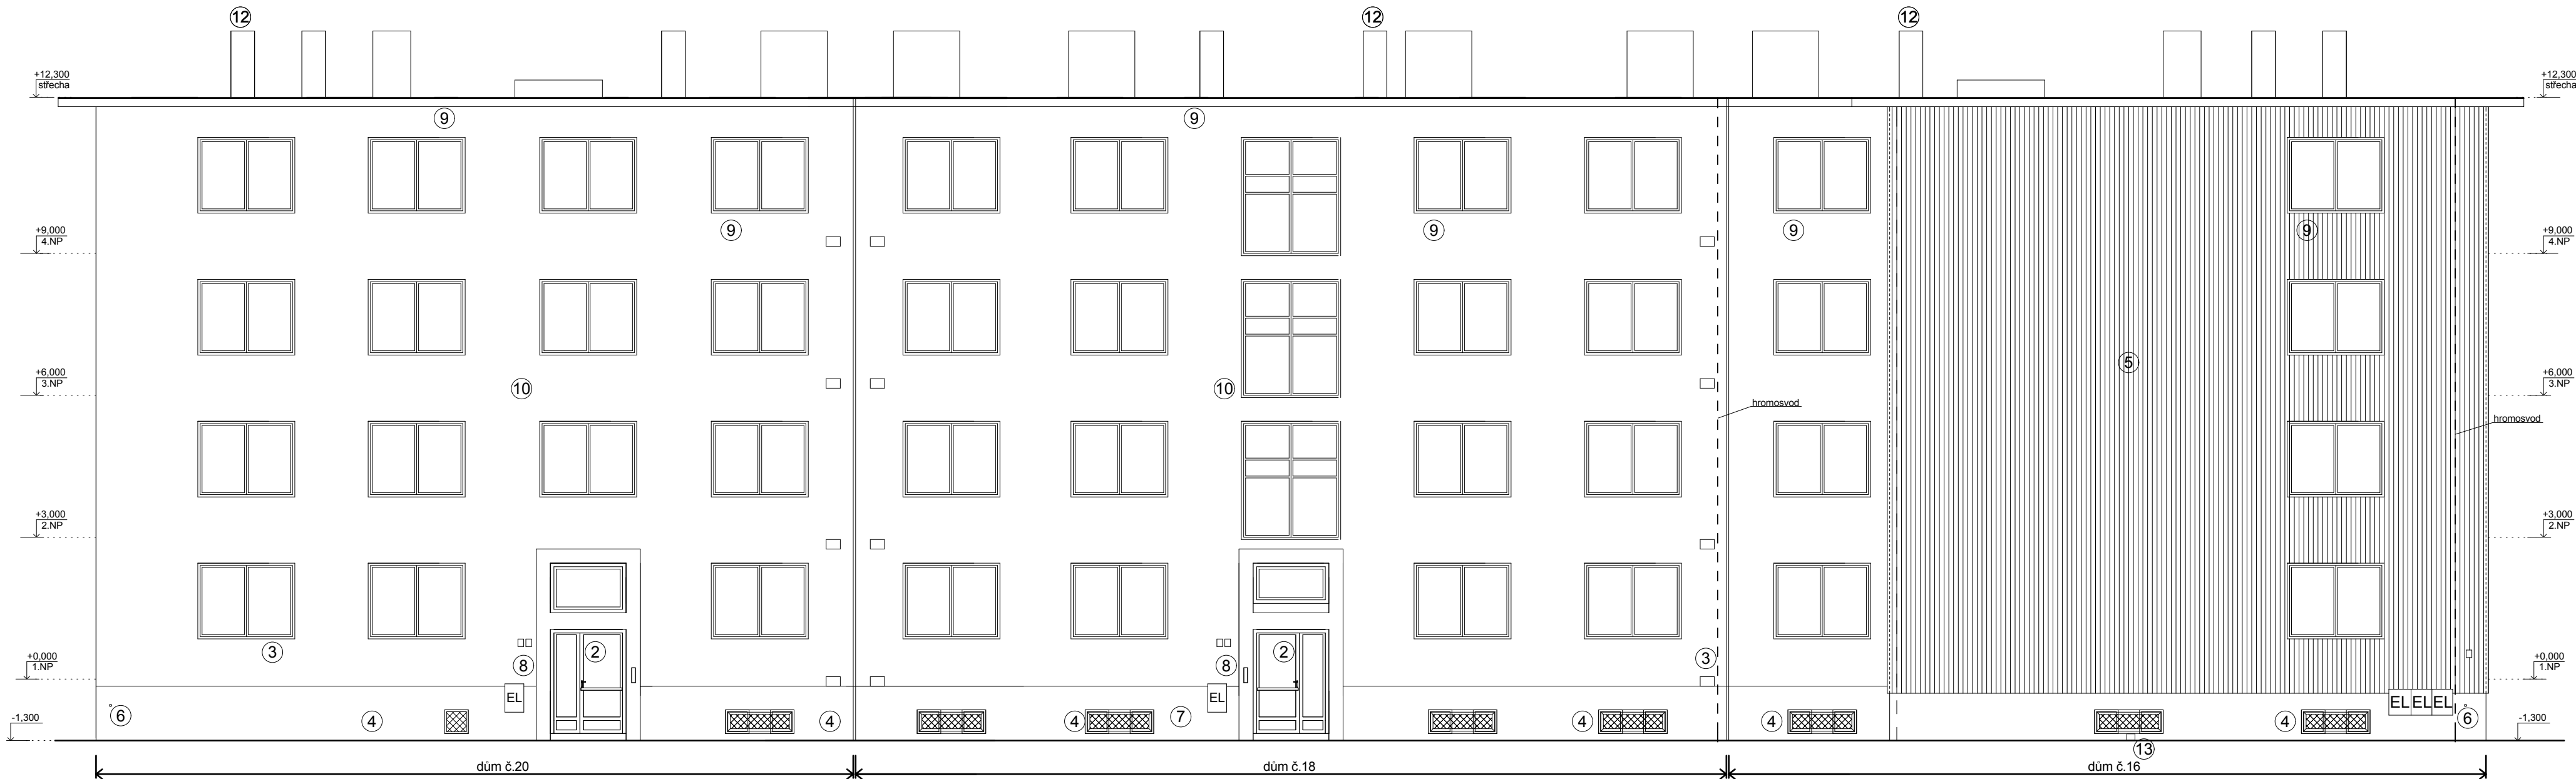 12 12 12
+12,300
střecha
+12,300
střecha
9 9
9 9 9 9
+9,000
4.NP
+9,000
4.NP
5
+6,000
3.NP
+6,000
3.NP
10 10
hromosvod
hromosvod
+3,000
2.NP
+3,000
2.NP
3 8 2 8 2 3
+0,000
1.NP
+0,000
1.NP
EL EL EL EL EL
6 4 4 4 7 4 4 4 6
-1,300
-1,300
13
dům č.20 dům č.18 dům č.16